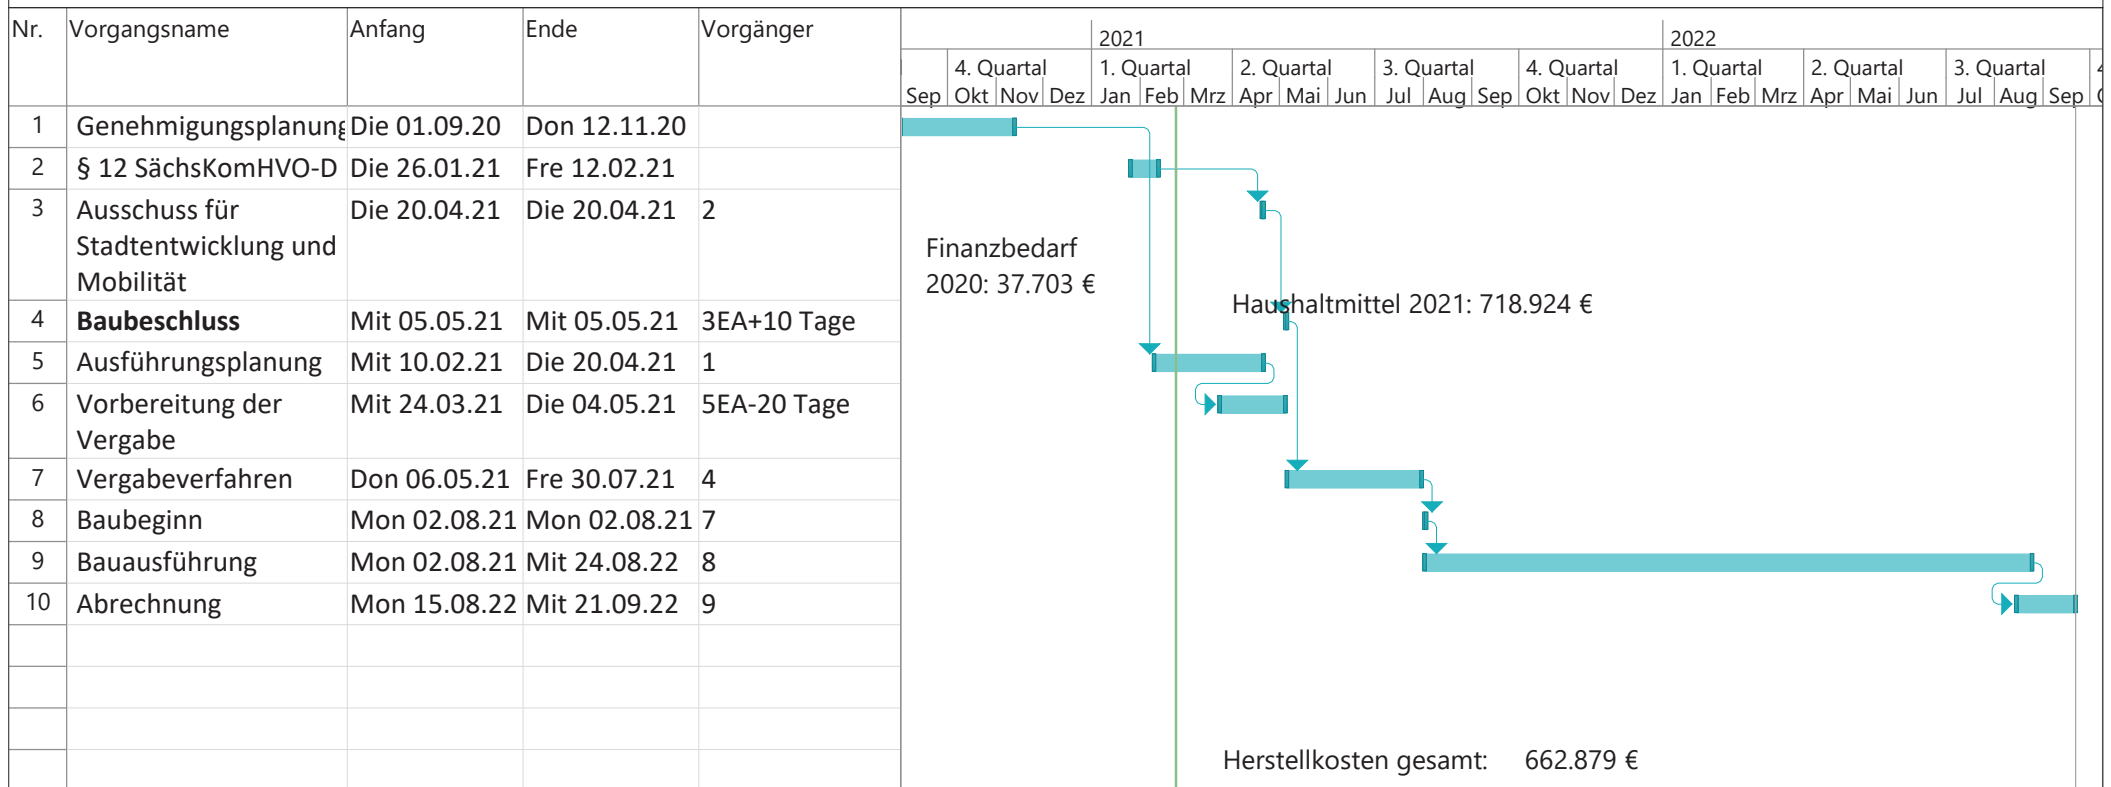 Nr. Vorgangsname Anfang Ende Vorgänger
2021 2022
4. Quartal 1. Quartal 2. Quartal 3. Quartal 4. Quartal 1. Quartal 2. Quartal 3. Quartal
Sep Okt Nov Dez Jan Feb Mrz Apr Mai Jun Jul Aug Sep Okt Nov Dez Jan Feb Mrz Apr Mai Jun Jul Aug Sep
1 Genehmigungsplanung Die 01.09.20 Don 12.11.20
2 § 12 SächsKomHVO-D Die 26.01.21 Fre 12.02.21
3 Ausschuss für Die 20.04.21 Die 20.04.21 2
Stadtentwicklung und
Mobilität
Finanzbedarf
2020: 37.703 €
Haushaltmittel 2021: 718.924 €
4 Baubeschluss Mit 05.05.21 Mit 05.05.21 3EA+10 Tage
5 Ausführungsplanung Mit 10.02.21 Die 20.04.21 1
6 Vorbereitung der Mit 24.03.21 Die 04.05.21 5EA-20 Tage
Vergabe
7 Vergabeverfahren Don 06.05.21 Fre 30.07.21 4
8 Baubeginn Mon 02.08.21 Mon 02.08.21 7
9 Bauausführung Mon 02.08.21 Mit 24.08.22 8
10 Abrechnung Mon 15.08.22 Mit 21.09.22 9
Herstellkosten gesamt: 662.879 €